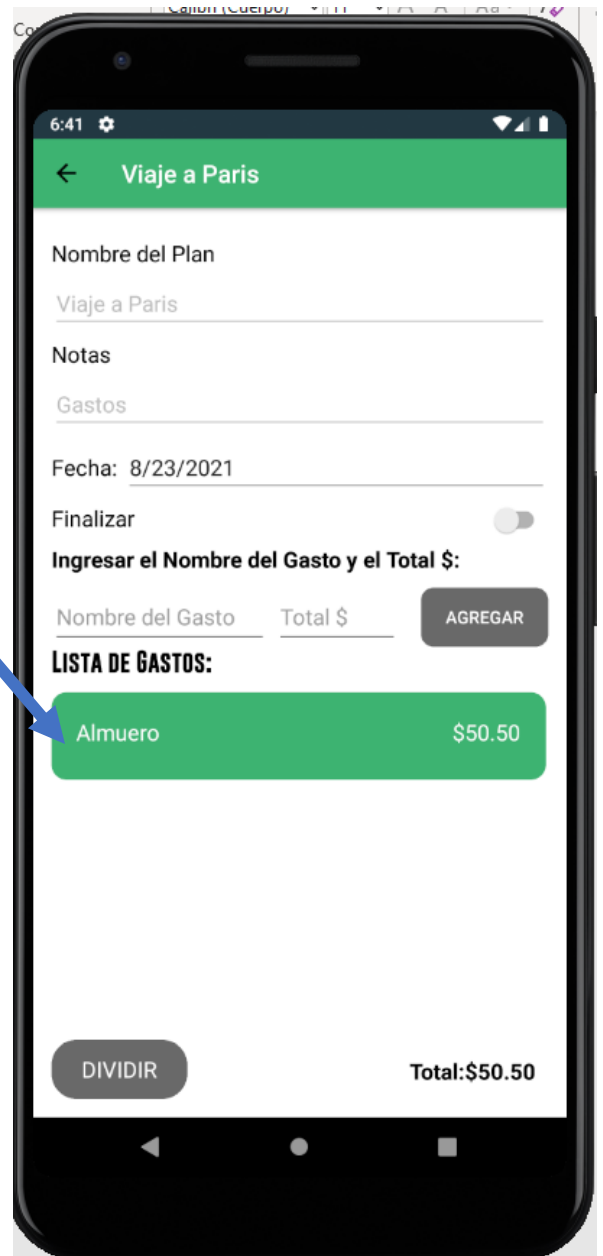 6:41
Viaje a Paris
Nombre del Plan
Viaje a Paris
Notas
Gastos
Fecha: 8/23/2021
Finalizar
Ingresar el Nombre del Gasto y el Total $:
Nombre del Gasto Total $ AGREGAR
LISTA DE GASTOS:
Almuero $50.50
DIVIDIR Total:$50.50